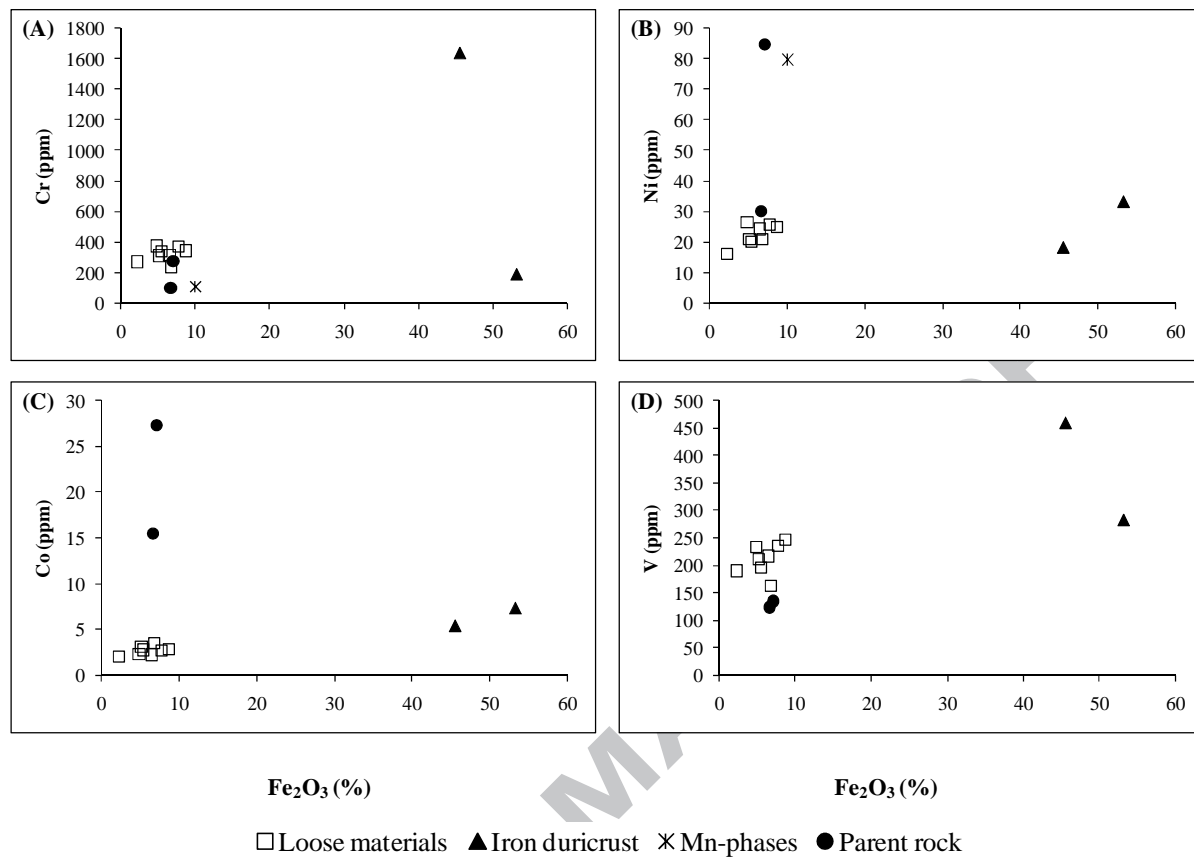 (A)
1800
1600
1400
1200
1000
800
600
400
200
0
Cr (ppm)
0 10 20 30 40 50 60
(B)
90
80
70
60
50
40
30
20
10
0
Ni (ppm)
0 10 20 30 40 50 60
(C)
30
25
20
15
10
5
0
Co (ppm)
0 10 20 30 40 50 60
(D)
500
450
400
350
300
250
200
150
100
50
0
V (ppm)
0 10 20 30 40 50 60
Fe₂O₃ (%)
Fe₂O₃ (%)
Loose materials Iron duricrust Mn-phases Parent rock